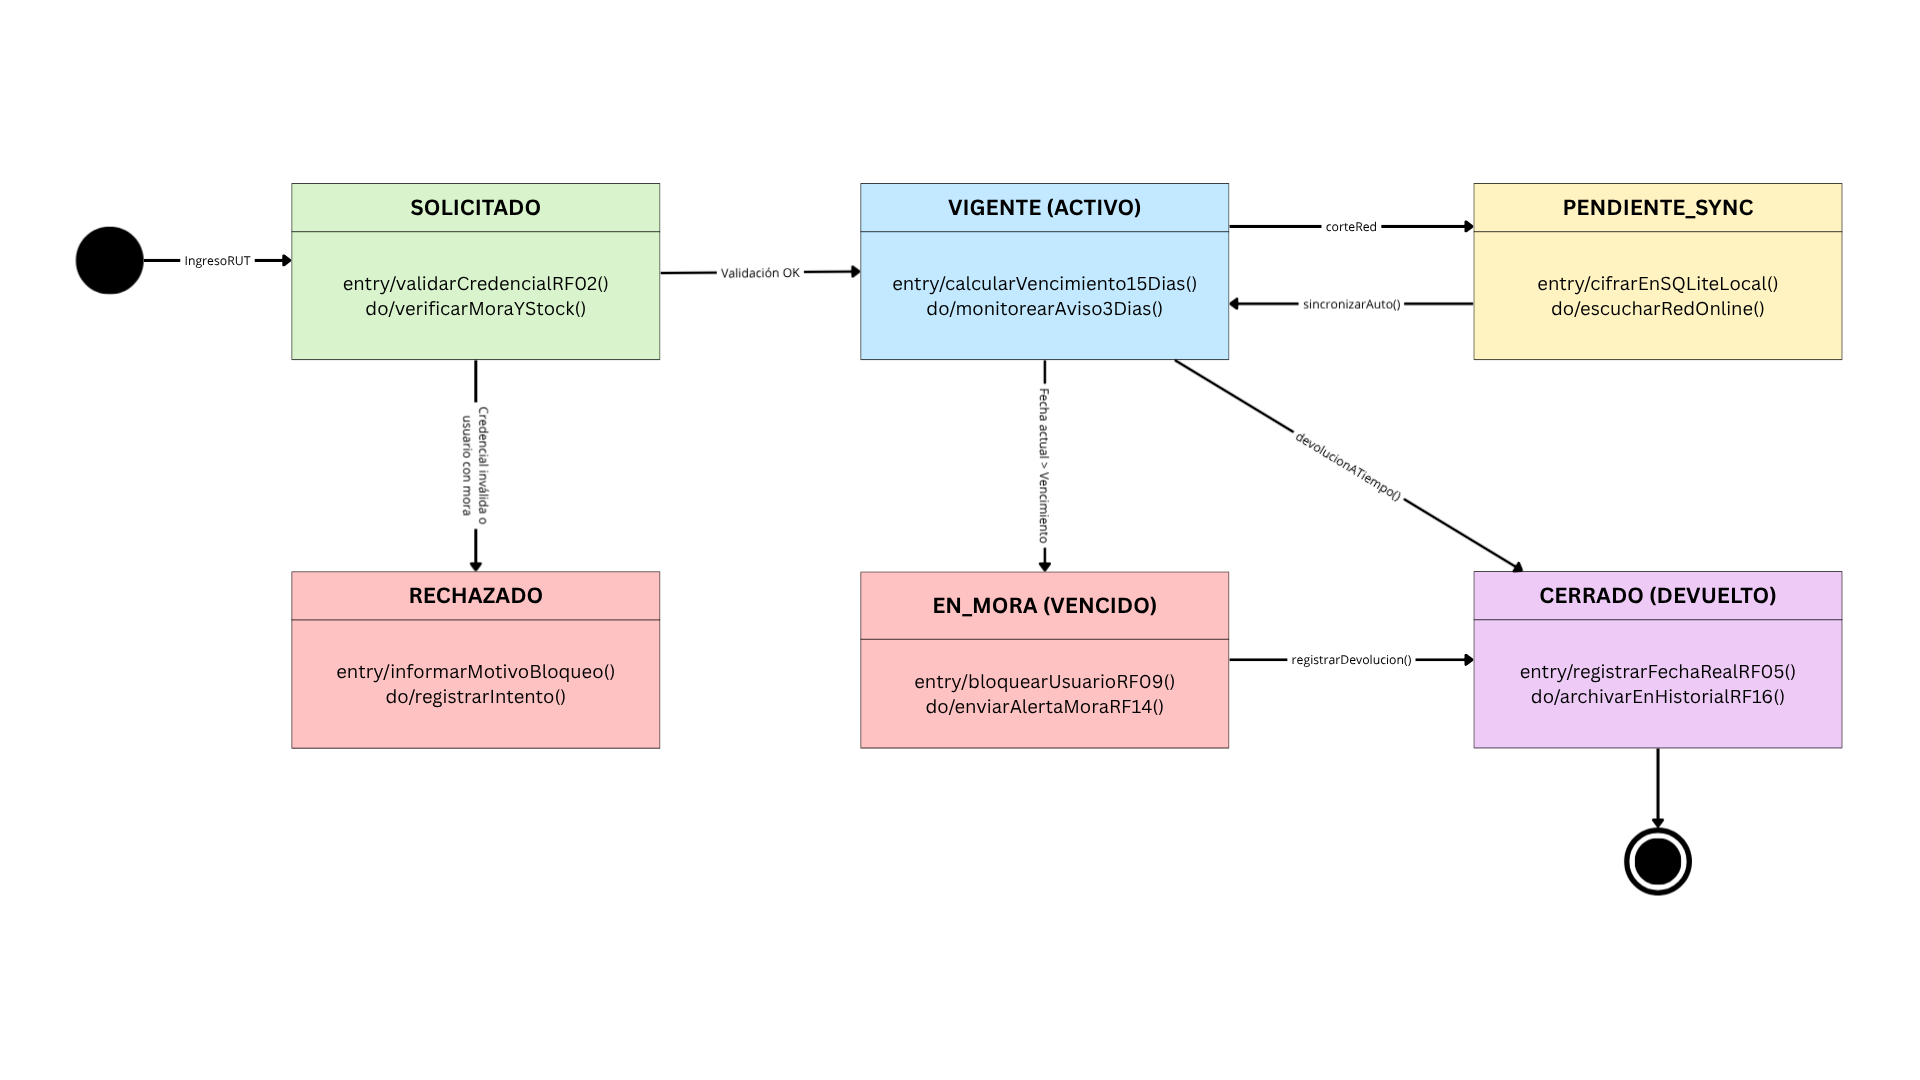 IngresoRUT
SOLICITADO
entry/validarCredencialRF02()
do/verificarMoraYStock()
Validación OK
VIGENTE (ACTIVO)
entry/calcularVencimiento15Dias()
do/monitorearAviso3Dias()
corteRed
sincronizarAuto()
PENDIENTE_SYNC
entry/cifrarEnSQLiteLocal()
do/escucharRedOnline()
Credencial inválida o
usuario con mora
Fecha actual > Vencimiento
devolucionATiempo()
RECHAZADO
entry/informarMotivoBloqueo()
do/registrarIntento()
EN_MORA (VENCIDO)
entry/bloquearUsuarioRF09()
do/enviarAlertaMoraRF14()
registrarDevolucion()
CERRADO (DEVUELTO)
entry/registrarFechaRealRF05()
do/archivarEnHistorialRF16()